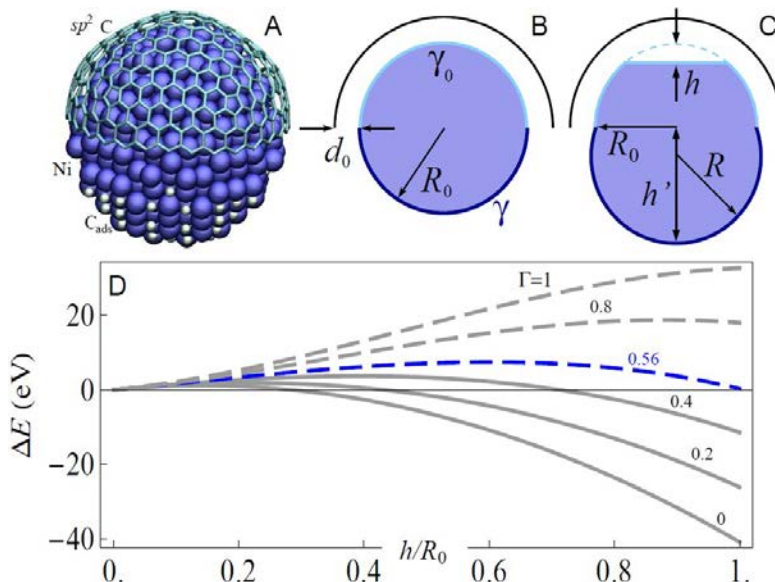 A
sp² C
Ni
C_ads
B
γ₀
d₀
R₀
γ
C
h
R₀
R
h’
D
ΔE (eV)
20
0
−20
−40
Γ=1
0.8
0.56
0.4
0.2
0
0.
0.2
0.4
h/R₀
0.6
0.8
1.